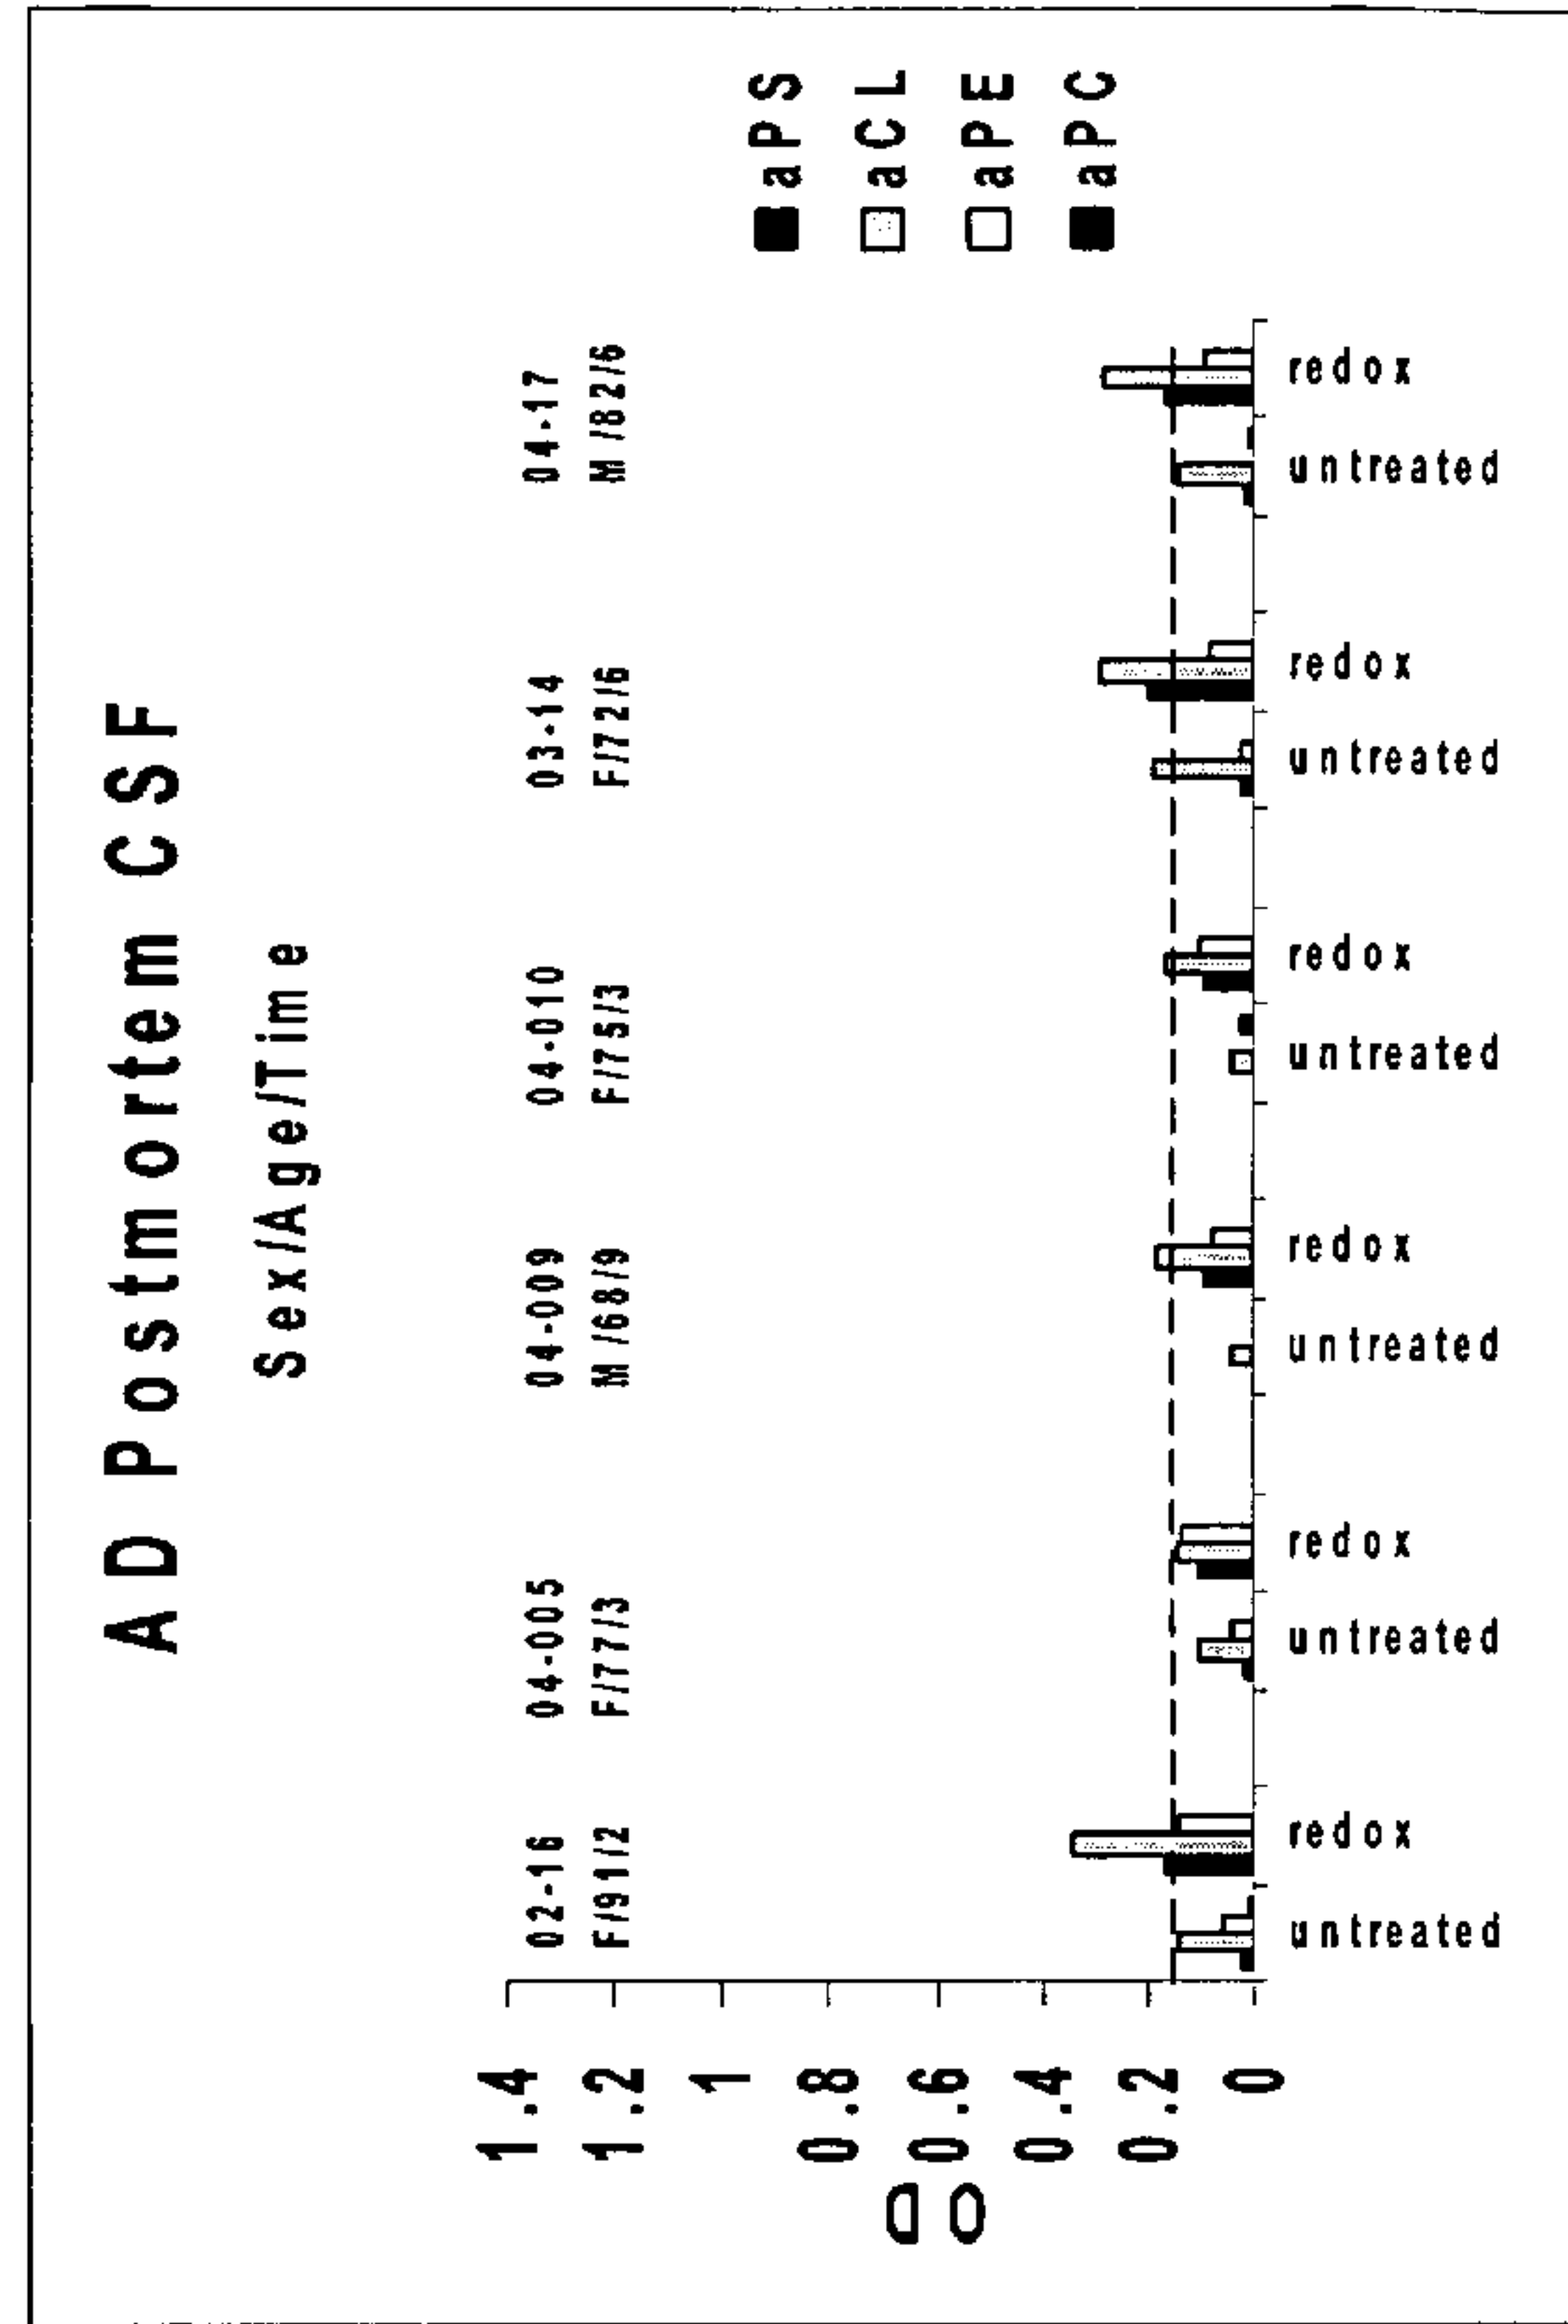 AD Postmortem CSF
Sex/Age/Time
02-16 04-005 04-009 04-010 03-14 04-17
F/91/2 F/77/3 M/68/9 F/75/3 F/72/6 M/82/6
1.4
1.2
1
0.8
0.6
0.4
0.2
0
OD
aPS
aCL
aPE
aPC
untreated redox untreated redox untreated redox untreated redox untreated redox untreated redox